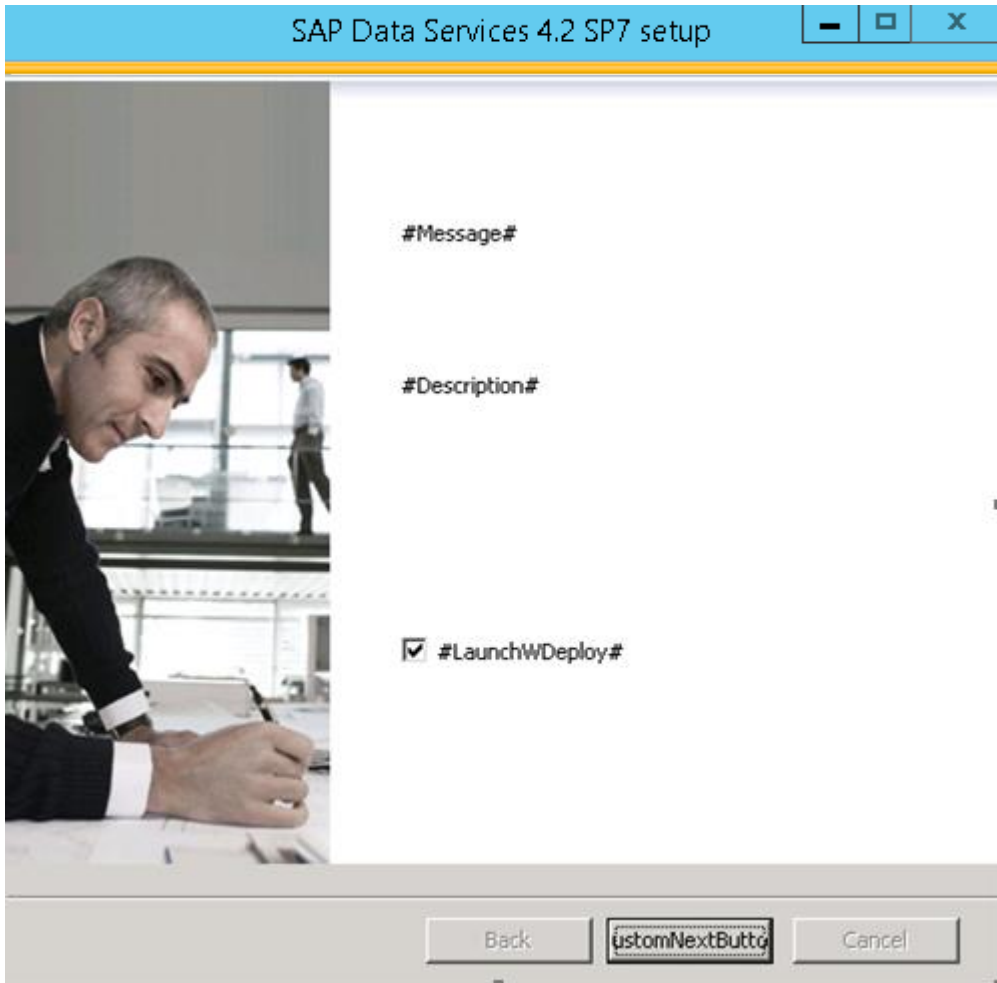 SAP Data Services 4.2 SP7 setup
#Message#
#Description#
#LaunchWDeploy#
Back
ustomNextButto
Cancel